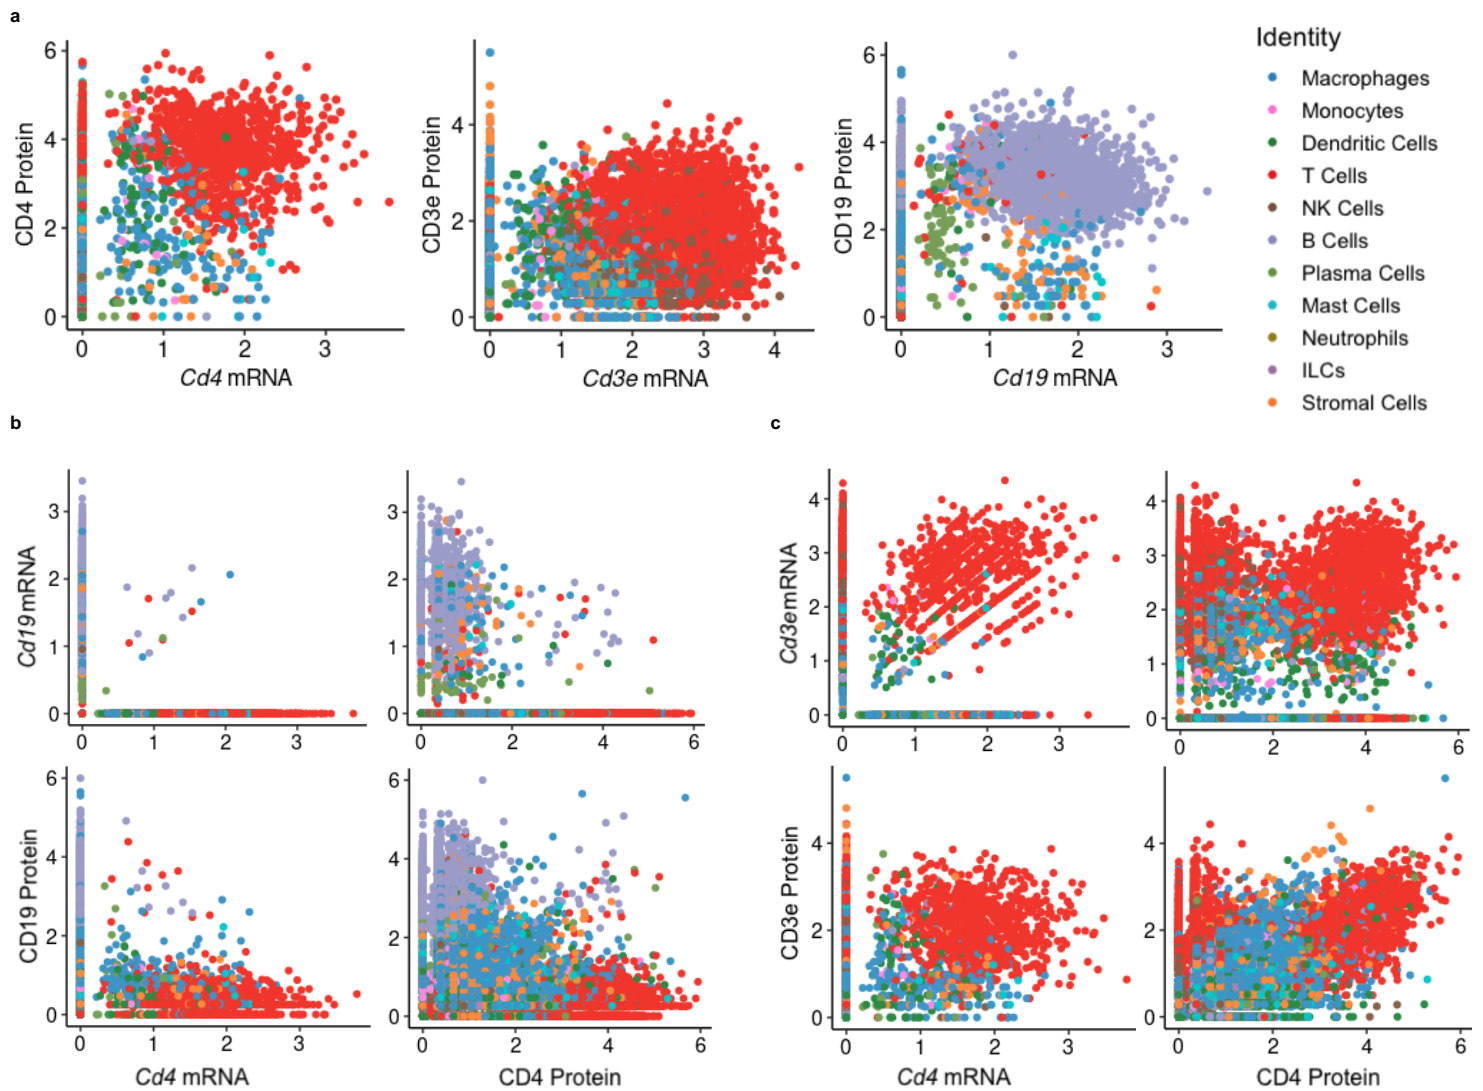 a
6
4
2
0
CD4 Protein
0 1 2 3
Cd4 mRNA
4
2
0
CD3e Protein
0 1 2 3 4
Cd3e mRNA
6
4
2
0
CD19 Protein
0 1 2 3
Cd19 mRNA
Identity
Macrophages
Monocytes
Dendritic Cells
T Cells
NK Cells
B Cells
Plasma Cells
Mast Cells
Neutrophils
ILCs
Stromal Cells
b
3
2
1
0
Cd19 mRNA
0 1 2 3
3
2
1
0
0 2 4 6
6
4
2
0
CD19 Protein
0 1 2 3
Cd4 mRNA
6
4
2
0
0 2 4 6
CD4 Protein
c
4
3
2
1
0
Cd3emRNA
0 1 2 3
4
3
2
1
0
0 2 4 6
4
2
0
CD3e Protein
0 1 2 3
Cd4 mRNA
4
2
0
0 2 4 6
CD4 Protein